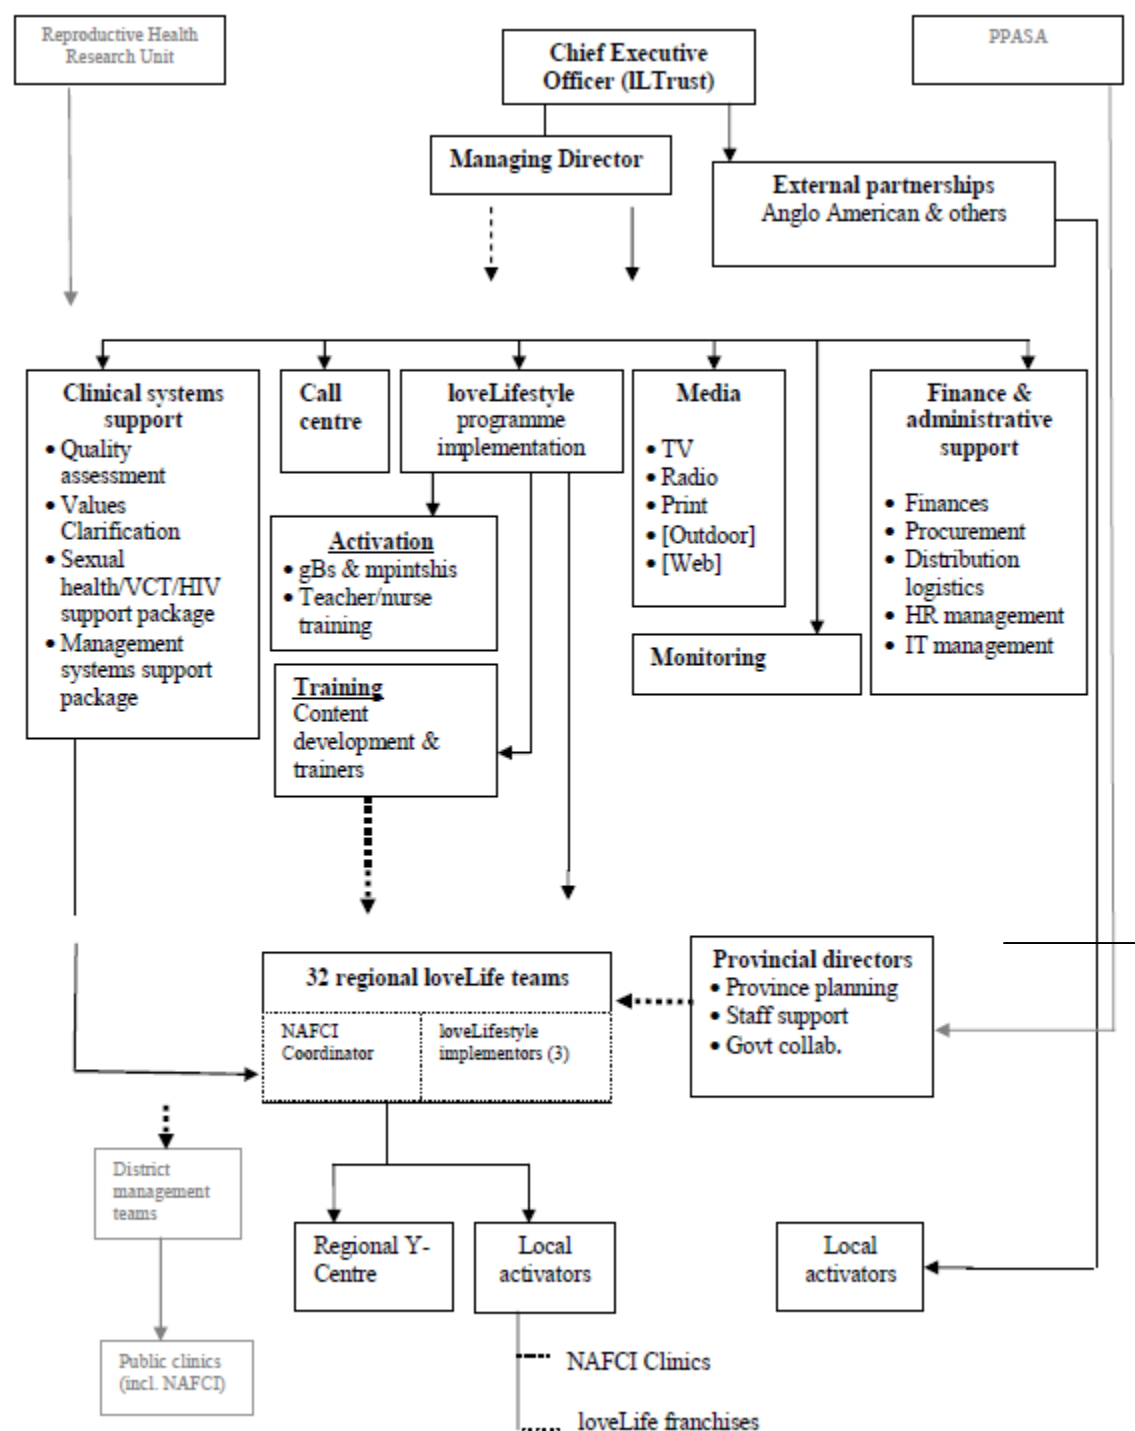 Reproductive Health
Research Unit
Chief Executive
Officer (lLTrust)
PPASA
Managing Director
External partnerships
Anglo American & others
Clinical systems
support
• Quality
assessment
• Values
Clarification
• Sexual
health/VCT/HIV
support package
• Management
systems support
package
Call
centre
loveLifestyle
programme
implementation
Activation
• gBs & mpintshis
• Teacher/nurse
training
Training
Content
development &
trainers
Media
• TV
• Radio
• Print
• [Outdoor]
• [Web]
Monitoring
Finance &
administrative
support
• Finances
• Procurement
• Distribution
logistics
• HR management
• IT management
32 regional loveLife teams
NAFCI
Coordinator
loveLifestyle
implementors (3)
Provincial directors
• Province planning
• Staff support
• Govt collab.
District
management
teams
Regional Y-
Centre
Local
activators
Local
activators
Public clinics
(incl. NAFCI)
NAFCI Clinics
loveLife franchises